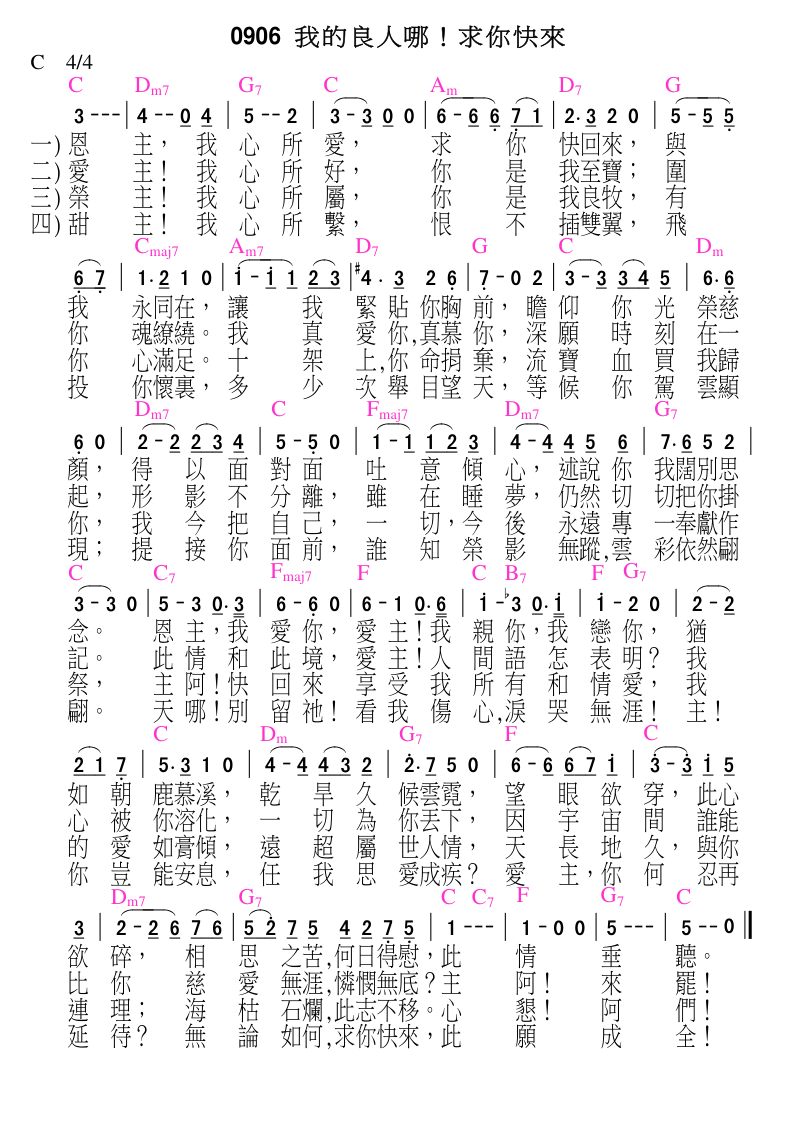 0906 我的良人哪！求你快來
C 4/4
C Dm7 G7 C Am D7 G
3 - - - | 4 - - 0 4 | 5 - - 2 | 3 - 3 0 0 | 6 - 6 6 7 1 | 2. 3 2 0 | 5 - 5 5
一) 恩 主， 我 心 所 愛， 求 你 快回來， 與
二) 愛 主！ 我 心 所 好， 你 是 我至寶； 圍
三) 榮 主！ 我 心 所 屬， 你 是 我良牧， 有
四) 甜 主！ 我 心 所 繫， 恨 不 插雙翼， 飛
Cmaj7 Am7 D7 G C Dm
6 7 | 1. 2 1 0 | i - i 1 2 3 | #4. 3 2 6 | 7 - 0 2 | 3 - 3 3 4 5 | 6. 6
我 永同在， 讓 我 緊 貼 你胸 前， 瞻 仰 你 光 榮慈
你 魂繚繞。 我 真 愛 你，真慕 你， 深 願 時 刻 在一
你 心滿足。 十 架 上，你 命捐 棄， 流 寶 血 買 我歸
投 你懷裏， 多 少 次 舉 目望 天， 等 候 你 駕 雲顯
Dm7 C Fmaj7 Dm7 G7
6 0 | 2 - 2 2 3 4 | 5 - 5 0 | 1 - 1 1 2 3 | 4 - 4 4 5 6 | 7. 6 5 2 |
顏， 得 以 面 對 面 吐 意 傾 心， 述說 你 我闊別思
起， 形 影 不 分 離， 雖 在 睡 夢， 仍然 切 切把你掛
你， 我 今 把 自 己， 一 切，今 後 永遠 專 一奉獻作
現； 提 接 你 面 前， 誰 知 榮 影 無蹤，雲 彩依然翩
C C7 Fmaj7 F C B7 F G7
3 - 3 0 | 5 - 3 0. 3 | 6 - 6 0 | 6 - 1 0. 6 | i - b3 0. i | i - 2 0 | 2 - 2
念。 恩 主，我 愛 你， 愛 主！我 親 你，我 戀 你， 猶
記。 此 情 和 此 境， 愛 主！人 間 語 怎 表 明？ 我
祭， 主 阿！快 回 來 享 受 我 所 有 和 情 愛， 我
翩。 天 哪！別 留 祂！ 看 我 傷 心，淚 哭 無 涯！ 主！
C Dm G7 F C
2 1 7 | 5. 3 1 0 | 4 - 4 4 3 2 | 2. 7 5 0 | 6 - 6 6 7 i | 3 - 3 i 5
如 朝 鹿慕溪， 乾 旱 久 候雲霓， 望 眼 欲 穿， 此心
心 被 你溶化， 一 切 為 你丟下， 因 宇 宙 間 誰能
的 愛 如膏傾， 遠 超 屬 世人情， 天 長 地 久， 與你
你 豈 能安息， 任 我 思 愛成疾？ 愛 主，你 何 忍再
Dm7 G7 C C7 F G7 C
3 | 2 - 2 6 7 6 | 5 2 7 5 4 2 7 5 | 1 - - - | 1 - 0 0 | 5 - - - | 5 - - 0 ||
欲 碎， 相 思 之苦，何日得慰，此 情 垂 聽。
比 你 慈 愛 無涯，憐憫無底？主 阿！ 來 罷！
連 理； 海 枯 石爛，此志不移。心 懇！ 阿 們！
延 待？ 無 論 如何，求你快來，此 願 成 全！